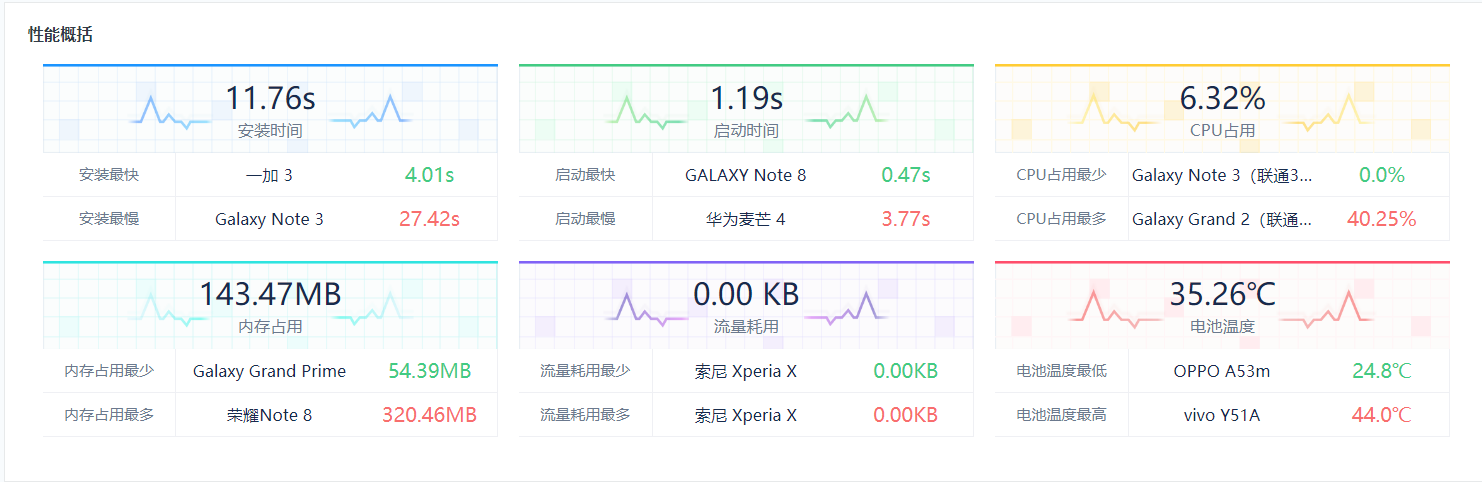 性能概括
11.76s
安装时间
安装最快 一加 3 4.01s
安装最慢 Galaxy Note 3 27.42s
1.19s
启动时间
启动最快 GALAXY Note 8 0.47s
启动最慢 华为麦芒 4 3.77s
6.32%
CPU占用
CPU占用最少 Galaxy Note 3（联通3... 0.0%
CPU占用最多 Galaxy Grand 2（联通... 40.25%
143.47MB
内存占用
内存占用最少 Galaxy Grand Prime 54.39MB
内存占用最多 荣耀Note 8 320.46MB
0.00 KB
流量耗用
流量耗用最少 索尼 Xperia X 0.00KB
流量耗用最多 索尼 Xperia X 0.00KB
35.26℃
电池温度
电池温度最低 OPPO A53m 24.8℃
电池温度最高 vivo Y51A 44.0℃